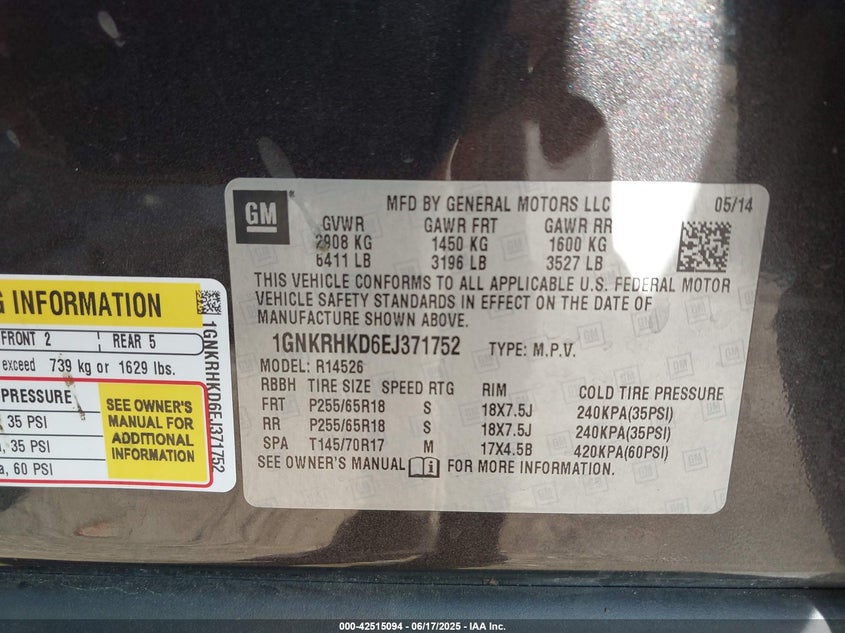 GM
MFD BY GENERAL MOTORS LLC 05/14
GVWR GAWR FRT GAWR RR
2908 KG 1450 KG 1600 KG
6411 LB 3196 LB 3527 LB
THIS VEHICLE CONFORMS TO ALL APPLICABLE U.S. FEDERAL MOTOR
VEHICLE SAFETY STANDARDS IN EFFECT ON THE DATE OF
MANUFACTURE SHOWN ABOVE.
1GNKRHKD6EJ371752 TYPE: M.P.V.
MODEL: R14526
RBBH TIRE SIZE SPEED RTG RIM COLD TIRE PRESSURE
FRT P255/65R18 S 18X7.5J 240KPA(35PSI)
RR P255/65R18 S 18X7.5J 240KPA(35PSI)
SPA T145/70R17 M 17X4.5B 420KPA(60PSI)
SEE OWNER'S MANUAL FOR MORE INFORMATION.
G INFORMATION
FRONT 2 REAR 5
exceed 739 kg or 1629 lbs.
PRESSURE
35 PSI
35 PSI
60 PSI
SEE OWNER'S
MANUAL FOR
ADDITIONAL
INFORMATION
1GNKRHKD6EJ371752
000-42515094 - 06/17/2025 - IAA Inc.